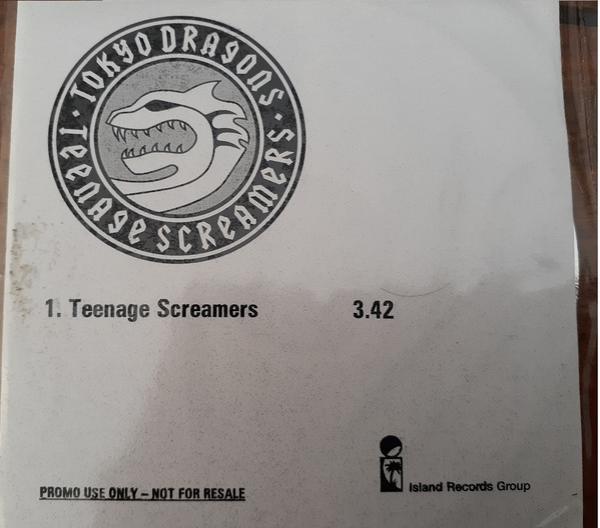 · TOKYO DRAGONS ·
TEENAGE SCREAMERS
1. Teenage Screamers 3.42
PROMO USE ONLY – NOT FOR RESALE
Island Records Group